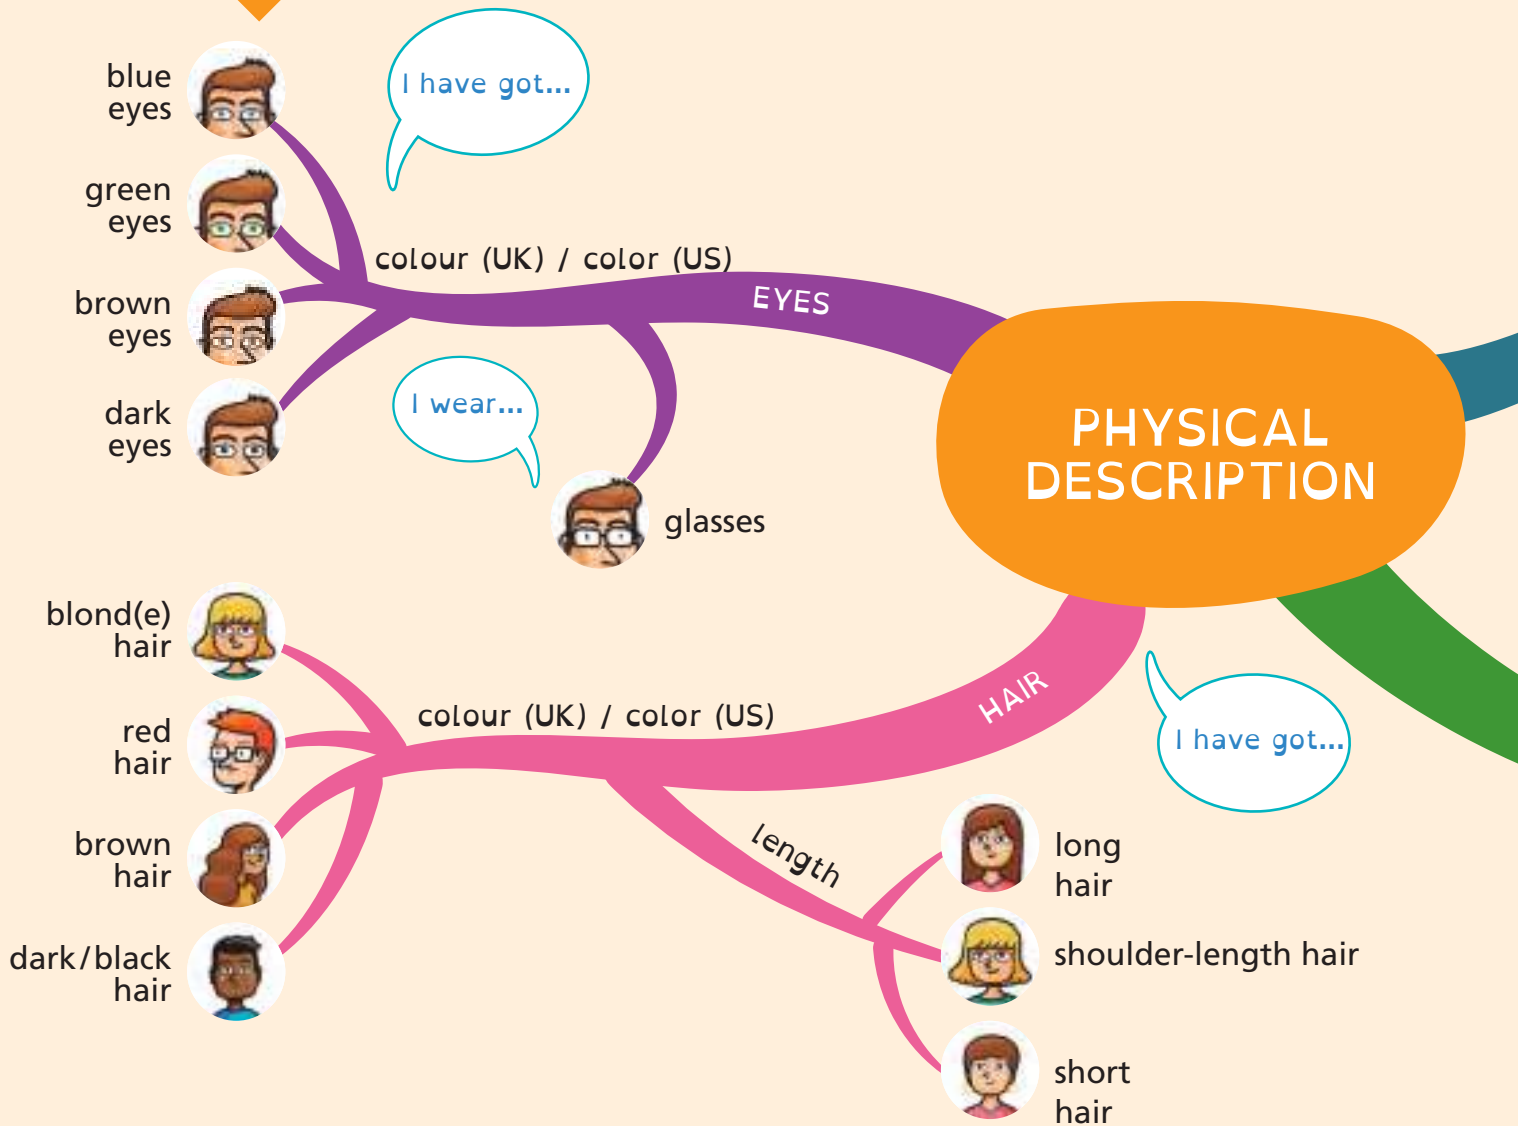 blue
eyes
I have got...
green
eyes
colour (UK) / color (US)
EYES
brown
eyes
dark
eyes
I wear...
glasses
PHYSICAL
DESCRIPTION
blond(e)
hair
red
hair
colour (UK) / color (US)
HAIR
I have got...
brown
hair
dark/black
hair
length
long
hair
shoulder-length hair
short
hair